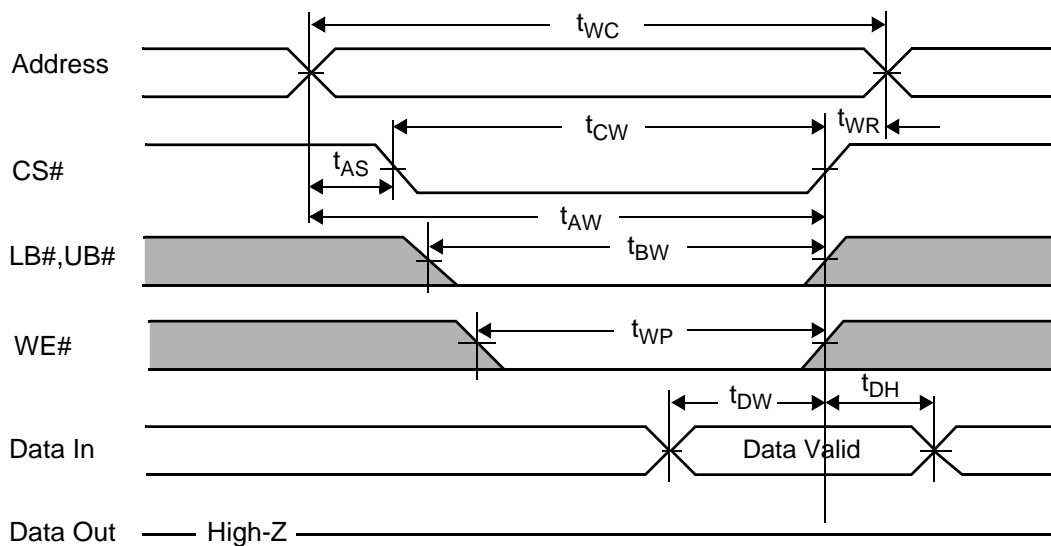 tWC
Address
tCW
tWR
CS#
tAS
tAW
LB#,UB#
tBW
WE#
tWP
tDW
tDH
Data In
Data Valid
Data Out
High-Z